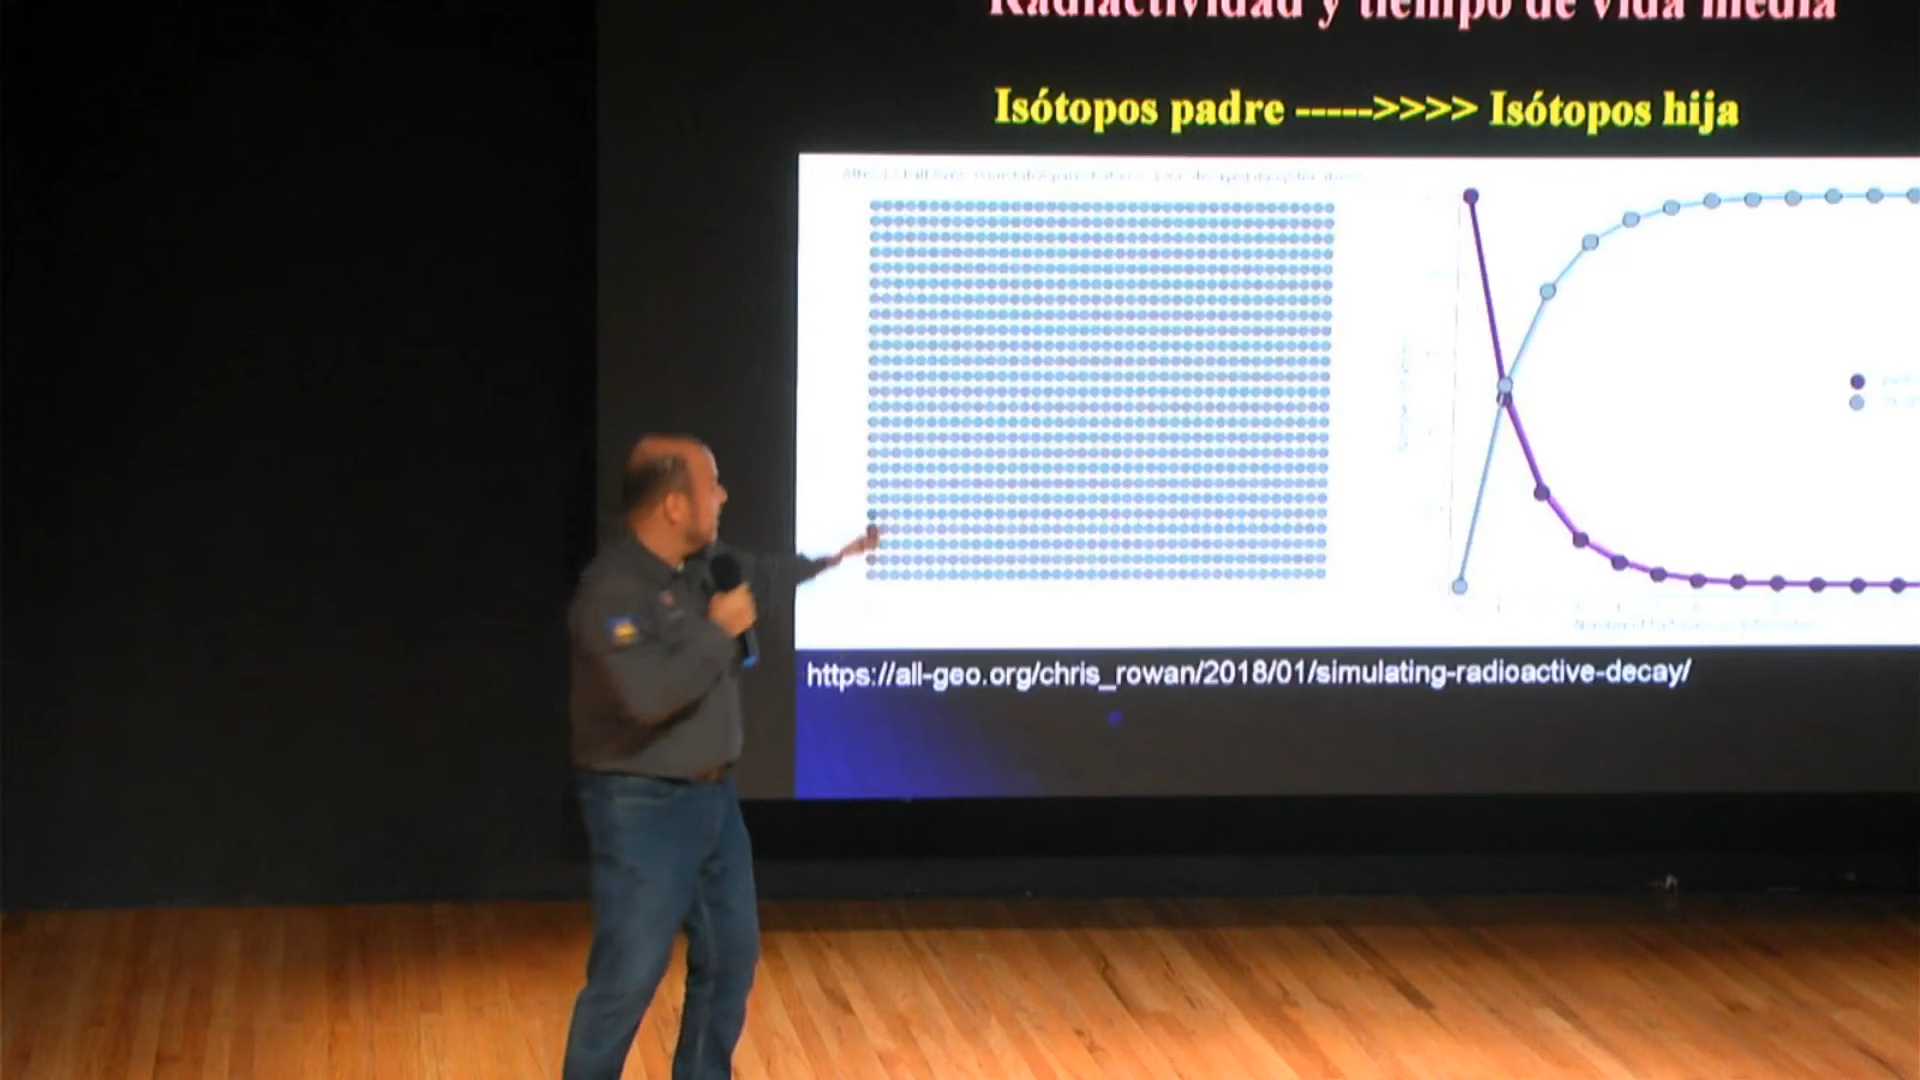 Radiactividad y tiempo de vida media
Isótopos padre ----->>>> Isótopos hija
https://all-geo.org/chris_rowan/2018/01/simulating-radioactive-decay/